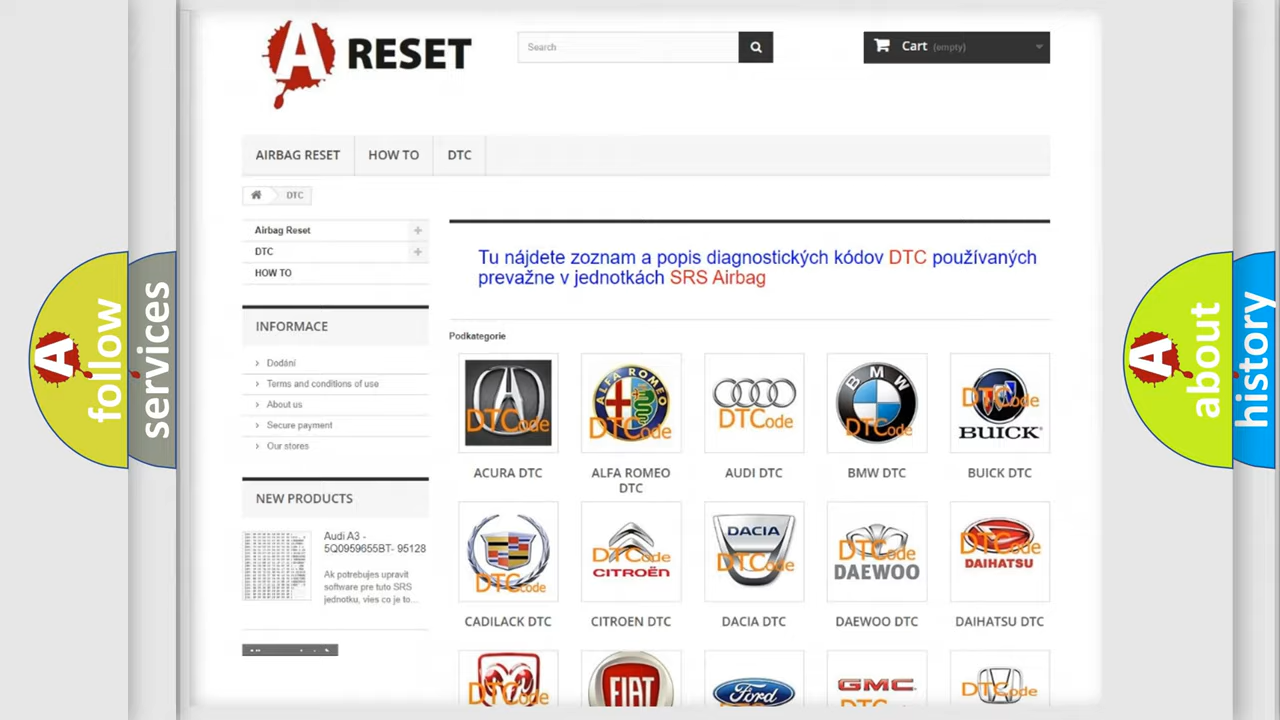 A RESET
Search
Cart (empty)
AIRBAG RESET
HOW TO
DTC
DTC
Airbag Reset
DTC
HOW TO
INFORMACE
Dodání
Terms and conditions of use
About us
Secure payment
Our stores
NEW PRODUCTS
Audi A3 -
5Q0959655BT- 95128
Ak potrebujes upravit
software pre tuto SRS
jednotku, vies co je to...
Tu nájdete zoznam a popis diagnostických kódov DTC používaných
prevažne v jednotkách SRS Airbag
Podkategorie
DTCode
ALFA ROMEO
DTCode
DTCode
BMW
DTCode
DTCode
BUICK
ACURA DTC
ALFA ROMEO
DTC
AUDI DTC
BMW DTC
BUICK DTC
DTCode
DTCode
CITROËN
DACIA
DTCode
DTCode
DAEWOO
DTCode
DAIHATSU
CADILACK DTC
CITROEN DTC
DACIA DTC
DAEWOO DTC
DAIHATSU DTC
DTCode
FIAT
Ford
GMC
DTCode
A follow
services
A about
history